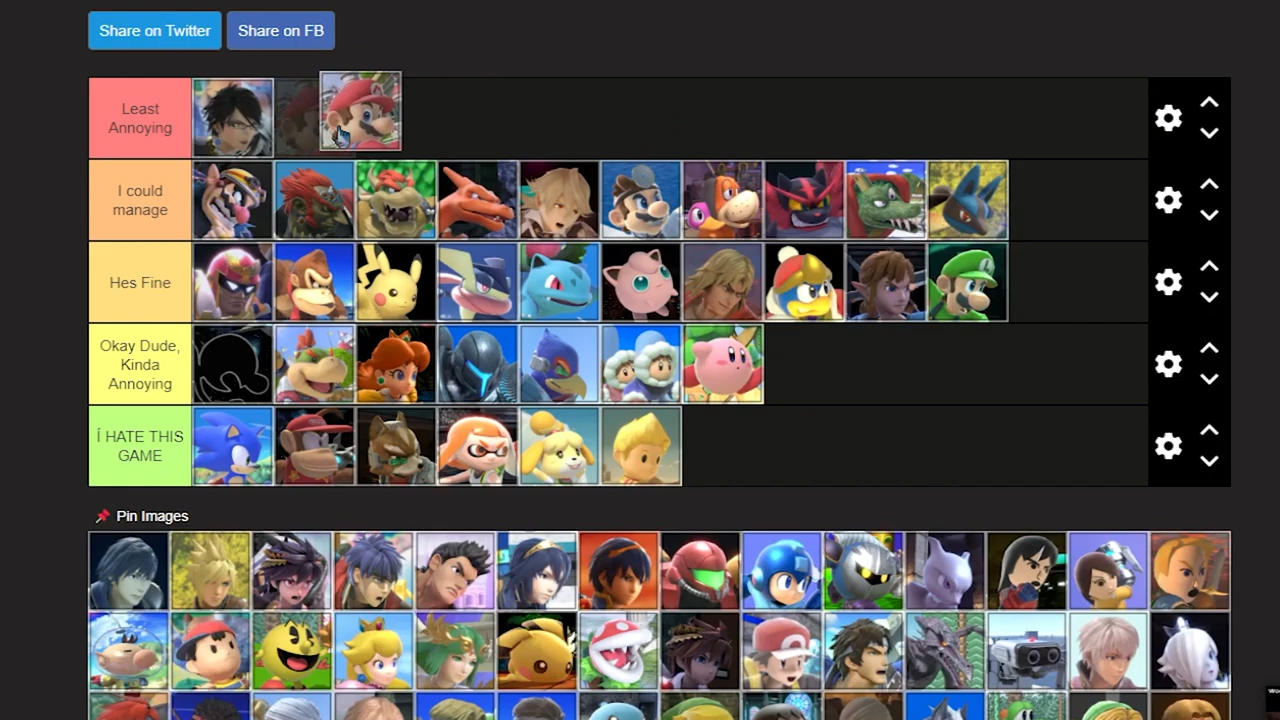 Share on Twitter
Share on FB
Least
Annoying
I could
manage
Hes Fine
Okay Dude,
Kinda
Annoying
Í HATE THIS
GAME
Pin Images